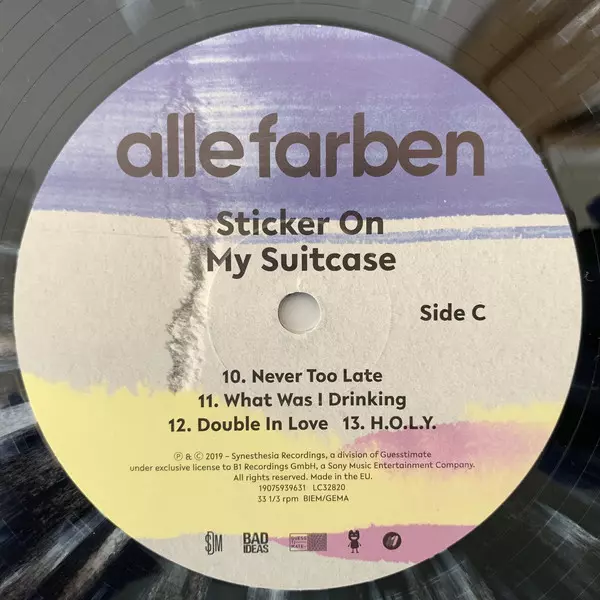 alle farben
Sticker On
My Suitcase
Side C
10. Never Too Late
11. What Was I Drinking
12. Double In Love 13. H.O.L.Y.
Ⓟ & Ⓒ 2019 – Synesthesia Recordings, a division of Guesstimate
under exclusive license to B1 Recordings GmbH, a Sony Music Entertainment Company.
All rights reserved. Made in the EU.
19075939631 LC32820
33 1/3 rpm BIEM/GEMA
BAD
IDEAS